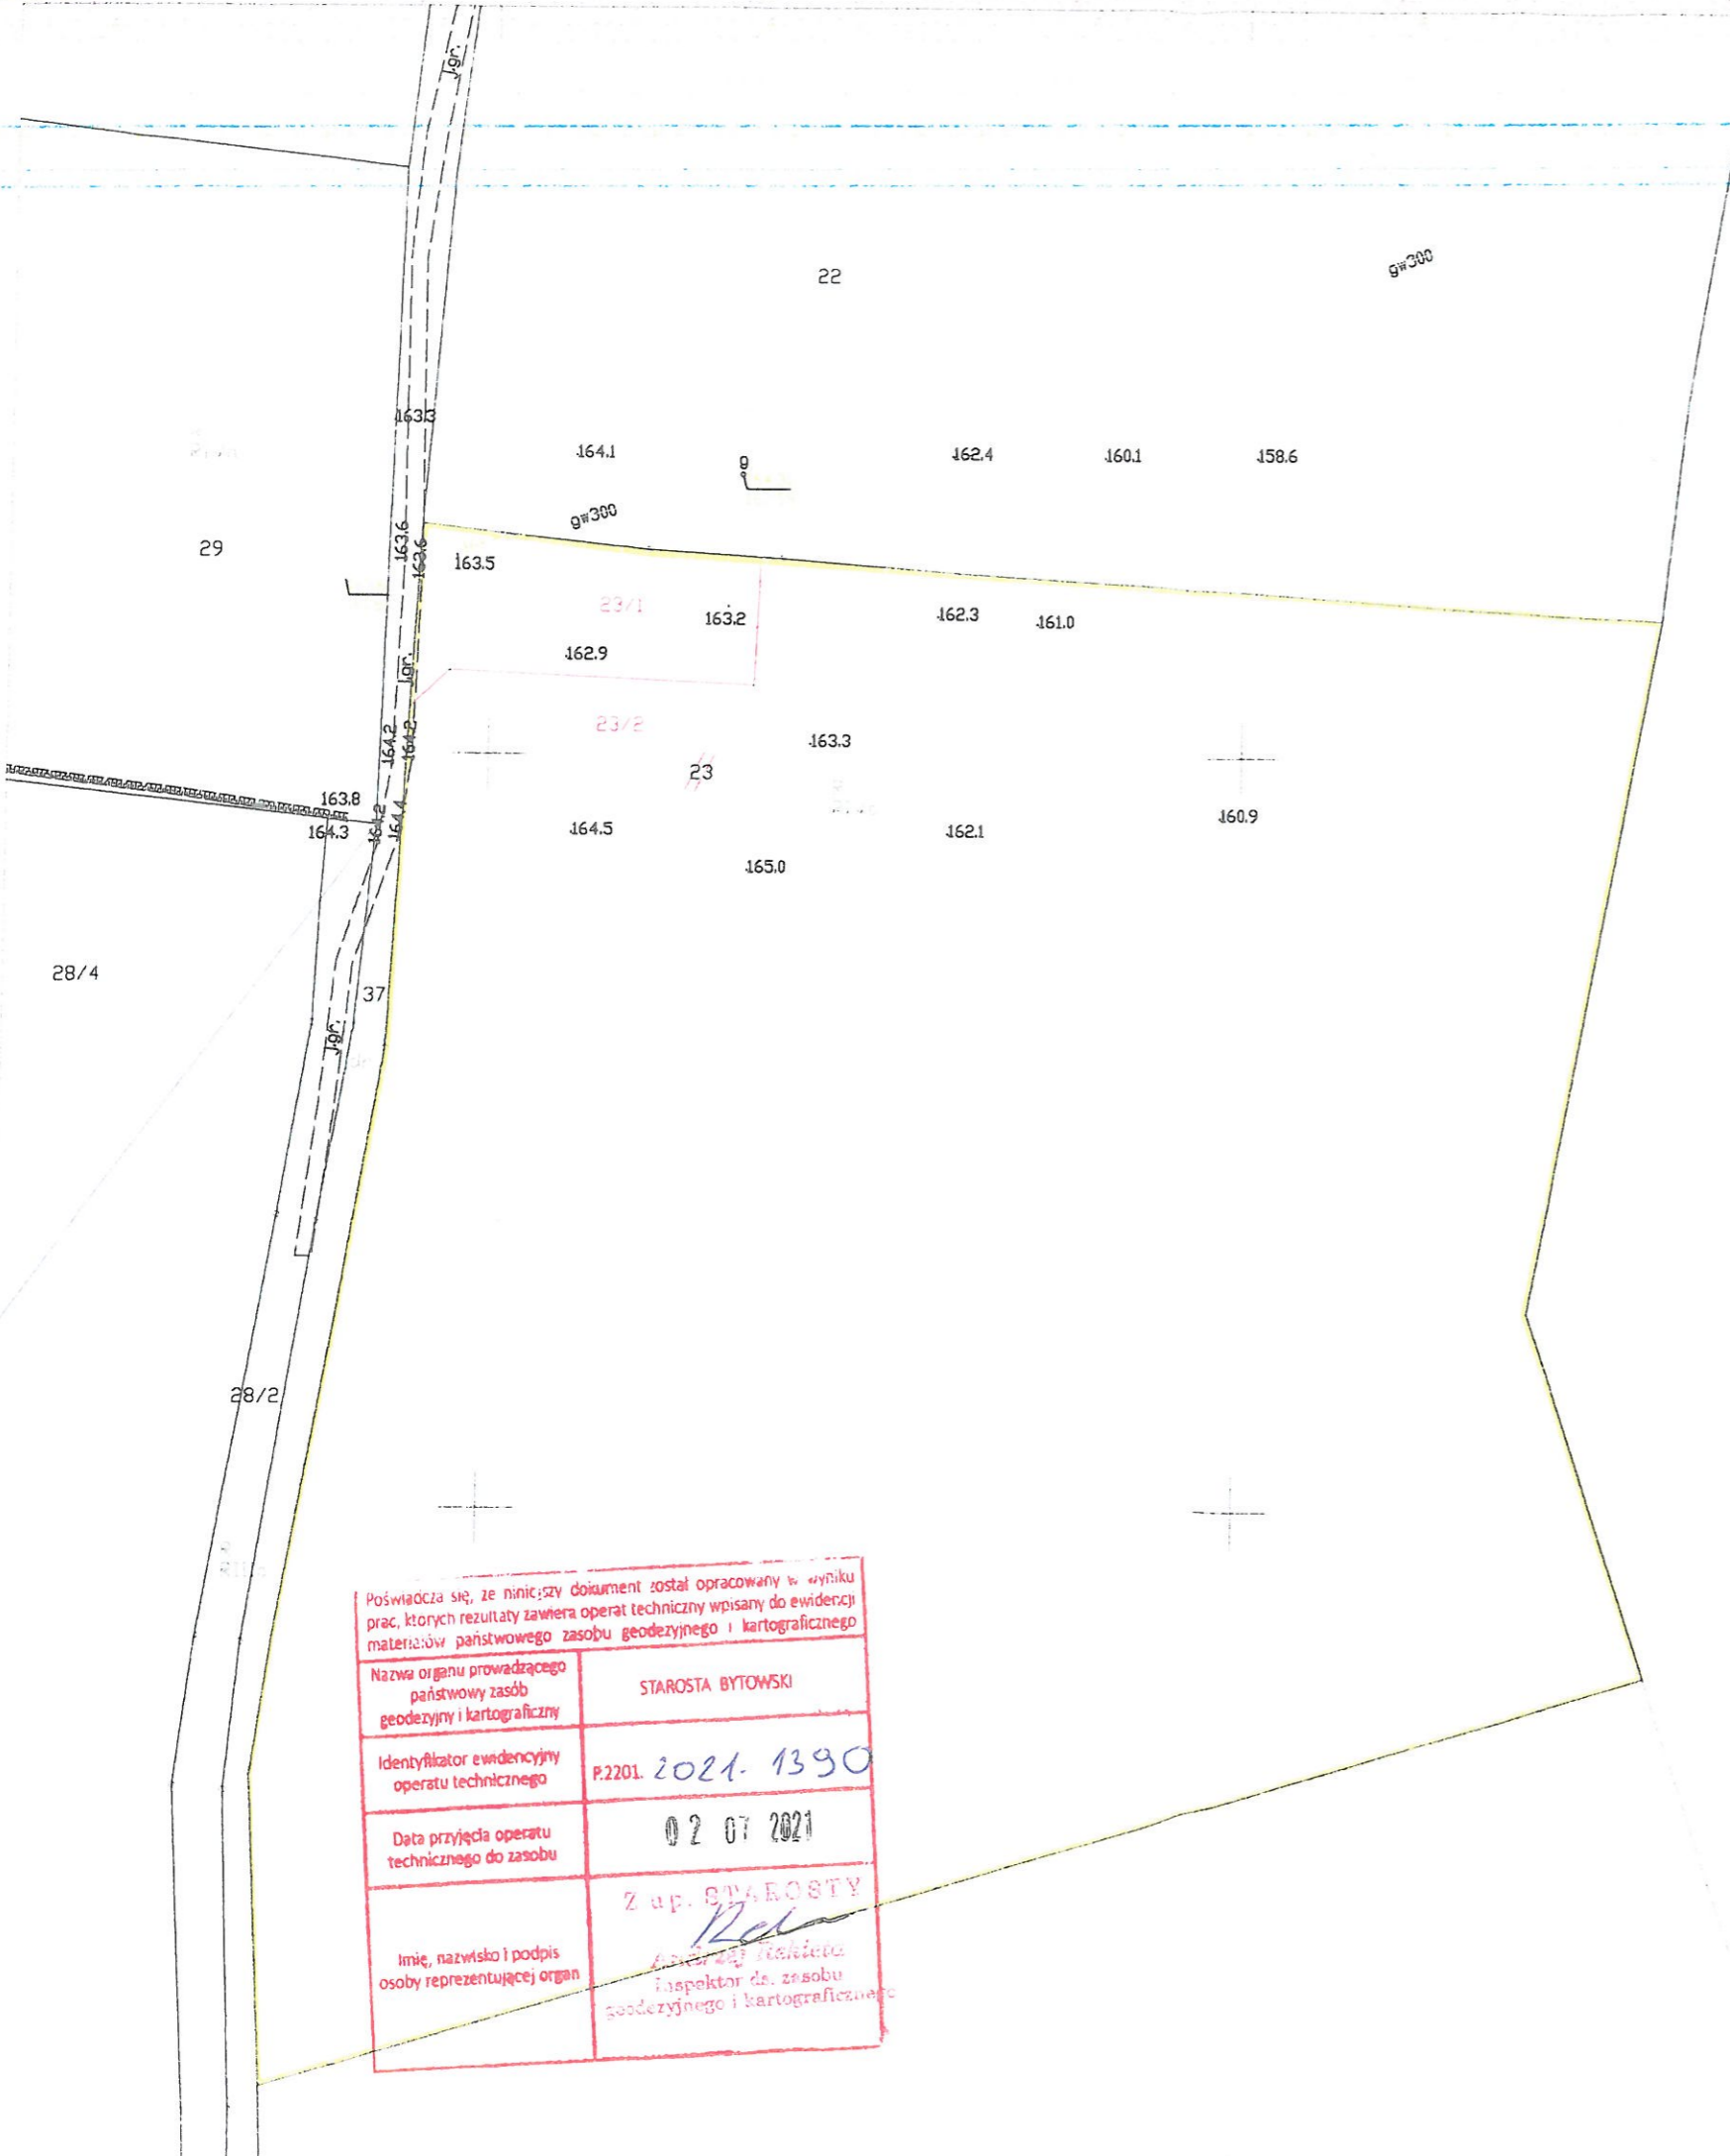 j.gr.
22
gw300
163.3
164.1
g
162.4
160.1
158.6
gw300
29
163.6
163.6
163.5
23/1
163.2
162.3
161.0
162.9
j.gr.
23/2
164.2
164.2
163.3
23
163.8
164.3
164.2
164.4
164.5
162.1
160.9
165.0
28/4
37
j.gr.
28/2
Poświadcza się, że niniejszy dokument został opracowany w wyniku
prac, których rezultaty zawiera operat techniczny wpisany do ewidencji
materiałów państwowego zasobu geodezyjnego i kartograficznego
Nazwa organu prowadzącego
państwowy zasób
geodezyjny i kartograficzny
STAROSTA BYTOWSKI
Identyfikator ewidencyjny
operatu technicznego
P.2201. 2021. 1390
Data przyjęcia operatu
technicznego do zasobu
02 07 2021
Imię, nazwisko i podpis
osoby reprezentującej organ
Z up. STAROSTY
Inspektor ds. zasobu
geodezyjnego i kartograficznego